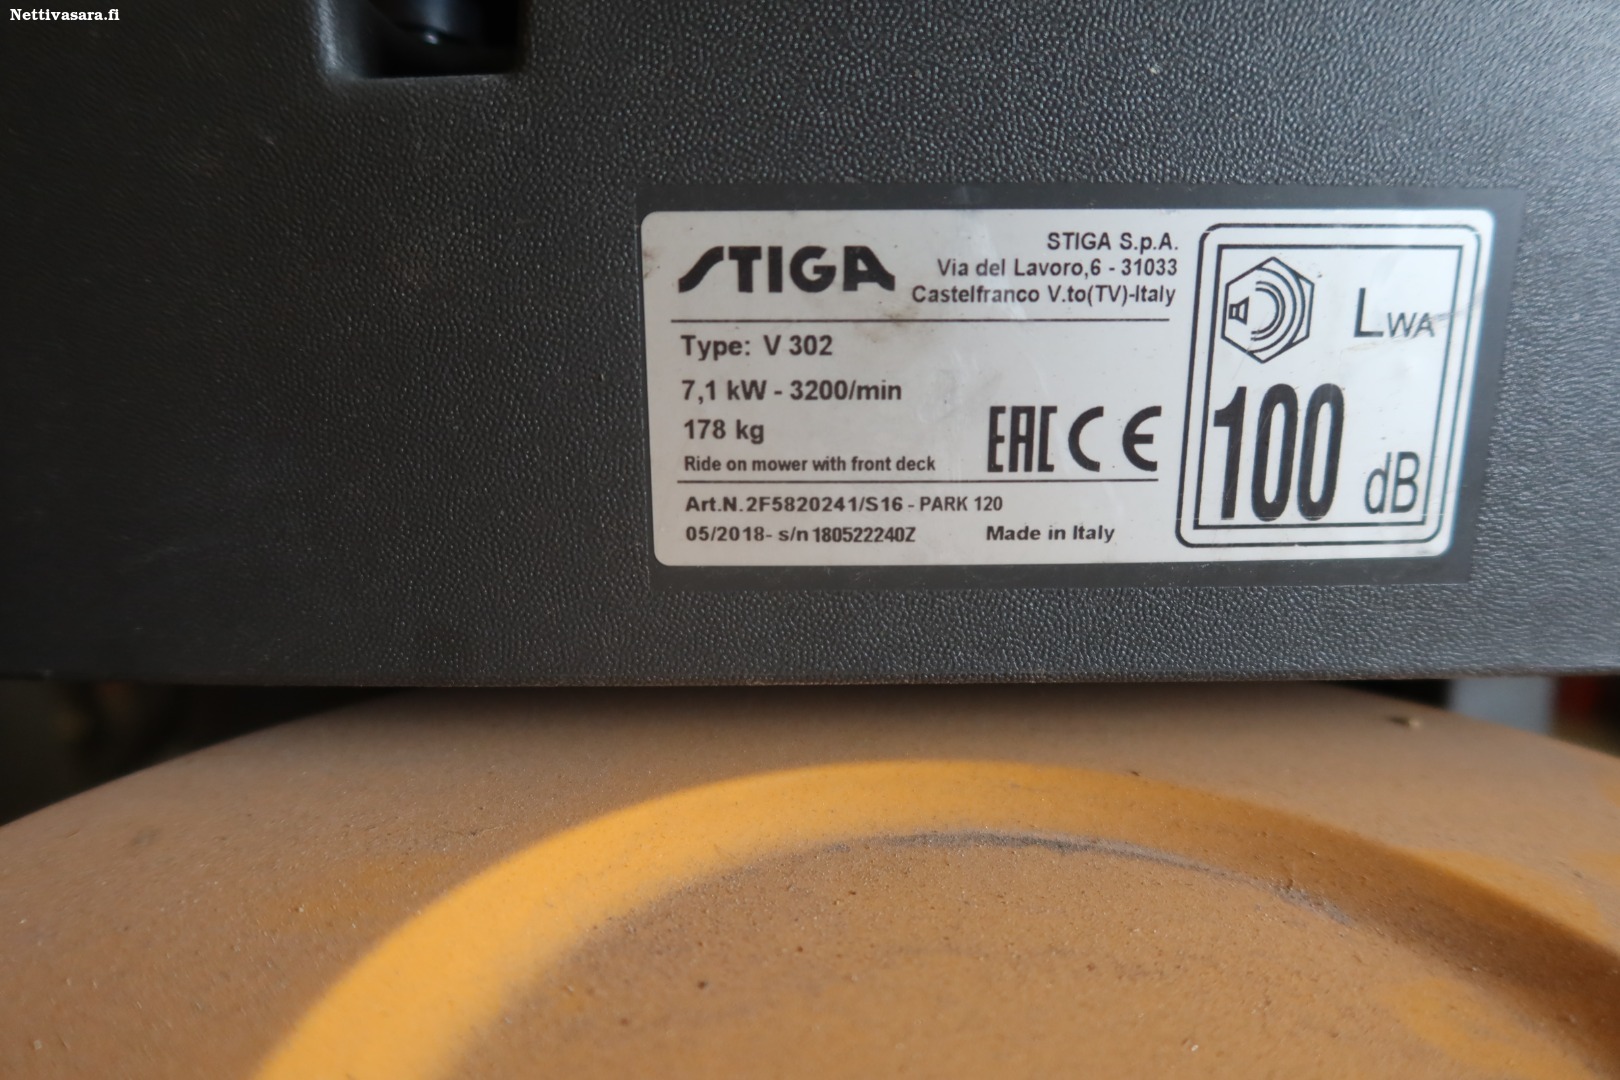 Nettivasara.fi
STIGA
STIGA S.p.A.
Via del Lavoro,6 - 31033
Castelfranco V.to(TV)-Italy
Type: V 302
7,1 kW - 3200/min
178 kg
Ride on mower with front deck
EAC CE
Art.N.2F5820241/S16 - PARK 120
05/2018- s/n 180522240Z
Made in Italy
LWA
100 dB